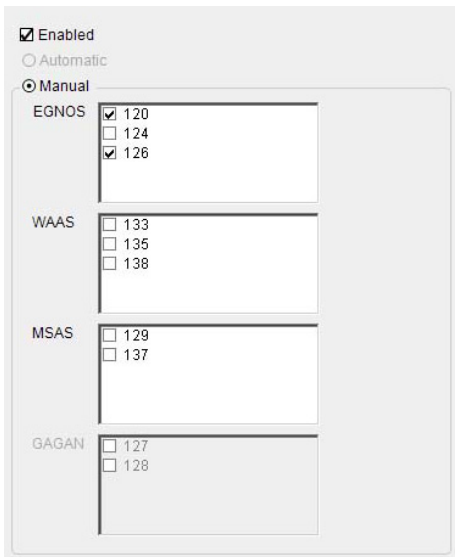 Enabled
Automatic
Manual
EGNOS
120
124
126
WAAS
133
135
138
MSAS
129
137
GAGAN
127
128